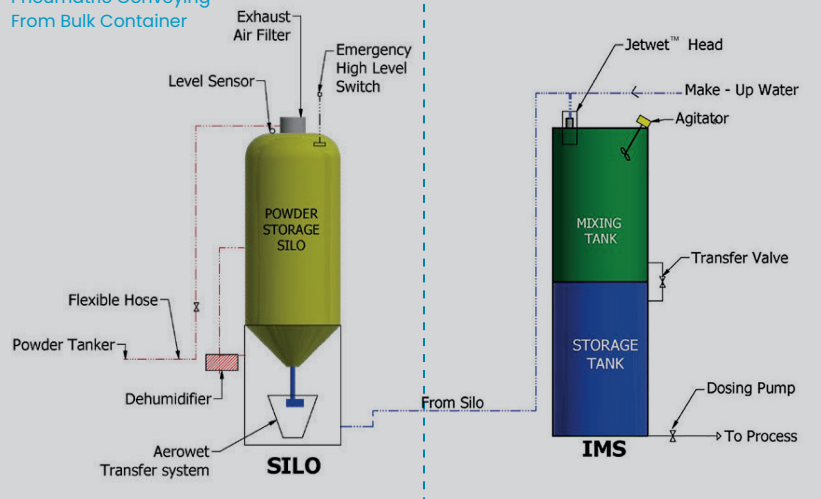 Pneumatic Conveying
From Bulk Container
Exhaust
Air Filter
Emergency
High Level
Switch
Level Sensor
POWDER
STORAGE
SILO
Flexible Hose
Powder Tanker
Dehumidifier
Aerowet
Transfer system
SILO
From Silo
Jetwet™ Head
Make - Up Water
Agitator
MIXING
TANK
Transfer Valve
STORAGE
TANK
Dosing Pump
To Process
IMS